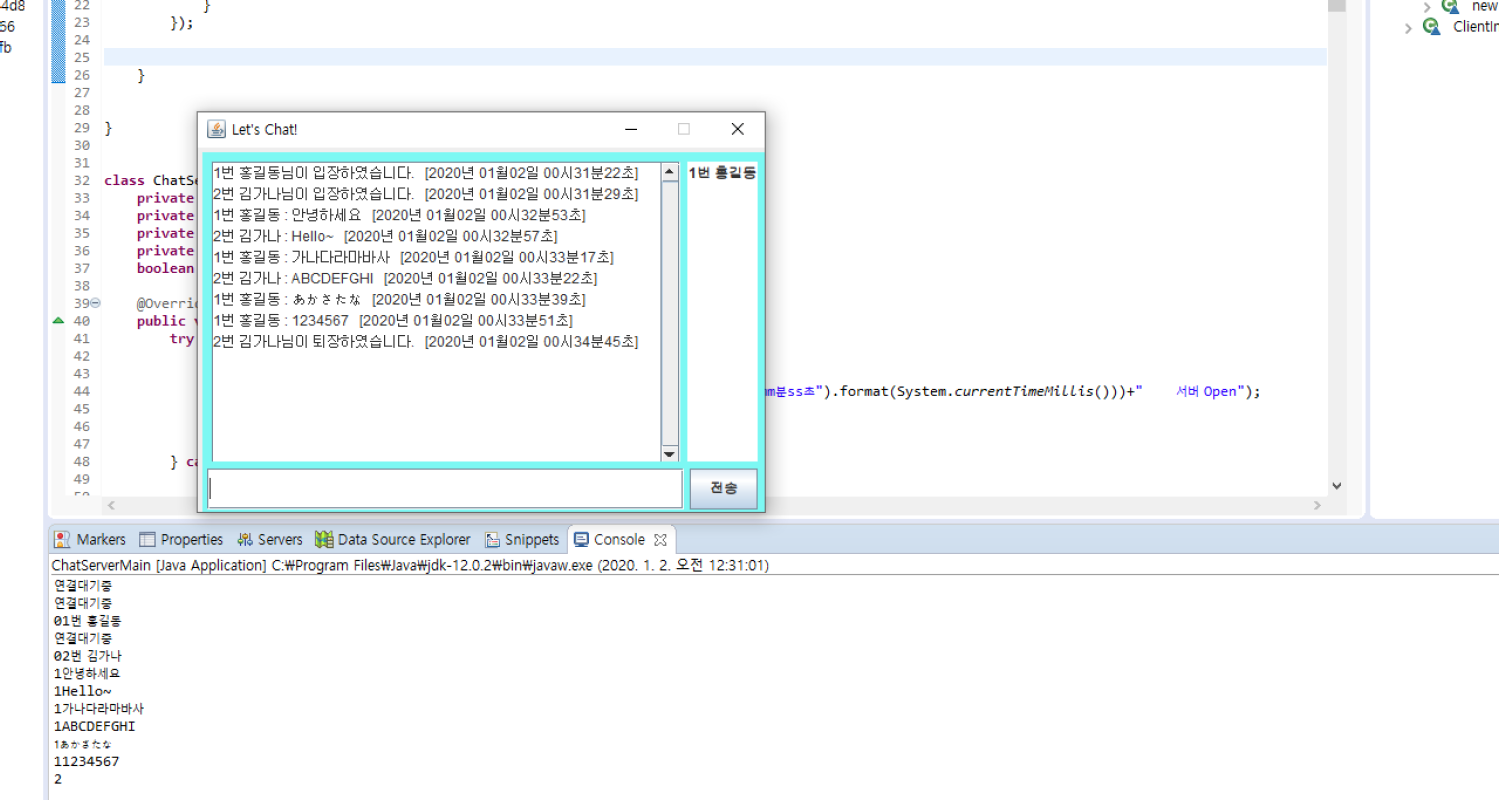 4d8
66
fb
22 }
23 });
24
25
26 }
27
28
29 }
30
31
32 class ChatSe
33 private
34 private
35 private
36 private
37 boolean
38
39 @Overri
40 public v
41 try
42
43
44 mm분ss초").format(System.currentTimeMillis()))+" 서버 Open");
45
46
47
48 } ca
49
new
ClientIn
Let's Chat!
1번 홍길동님이 입장하였습니다. [2020년 01월02일 00시31분22초]
2번 김가나님이 입장하였습니다. [2020년 01월02일 00시31분29초]
1번 홍길동 : 안녕하세요 [2020년 01월02일 00시32분53초]
2번 김가나 : Hello~ [2020년 01월02일 00시32분57초]
1번 홍길동 : 가나다라마바사 [2020년 01월02일 00시33분17초]
2번 김가나 : ABCDEFGHI [2020년 01월02일 00시33분22초]
1번 홍길동 : あかさたな [2020년 01월02일 00시33분39초]
1번 홍길동 : 1234567 [2020년 01월02일 00시33분51초]
2번 김가나님이 퇴장하였습니다. [2020년 01월02일 00시34분45초]
1번 홍길동
전송
Markers Properties Servers Data Source Explorer Snippets Console
ChatServerMain [Java Application] C:₩Program Files₩Java₩jdk-12.0.2₩bin₩javaw.exe (2020. 1. 2. 오전 12:31:01)
연결대기중
연결대기중
01번 홍길동
연결대기중
02번 김가나
1안녕하세요
1Hello~
1가나다라마바사
1ABCDEFGHI
1あかさたな
11234567
2